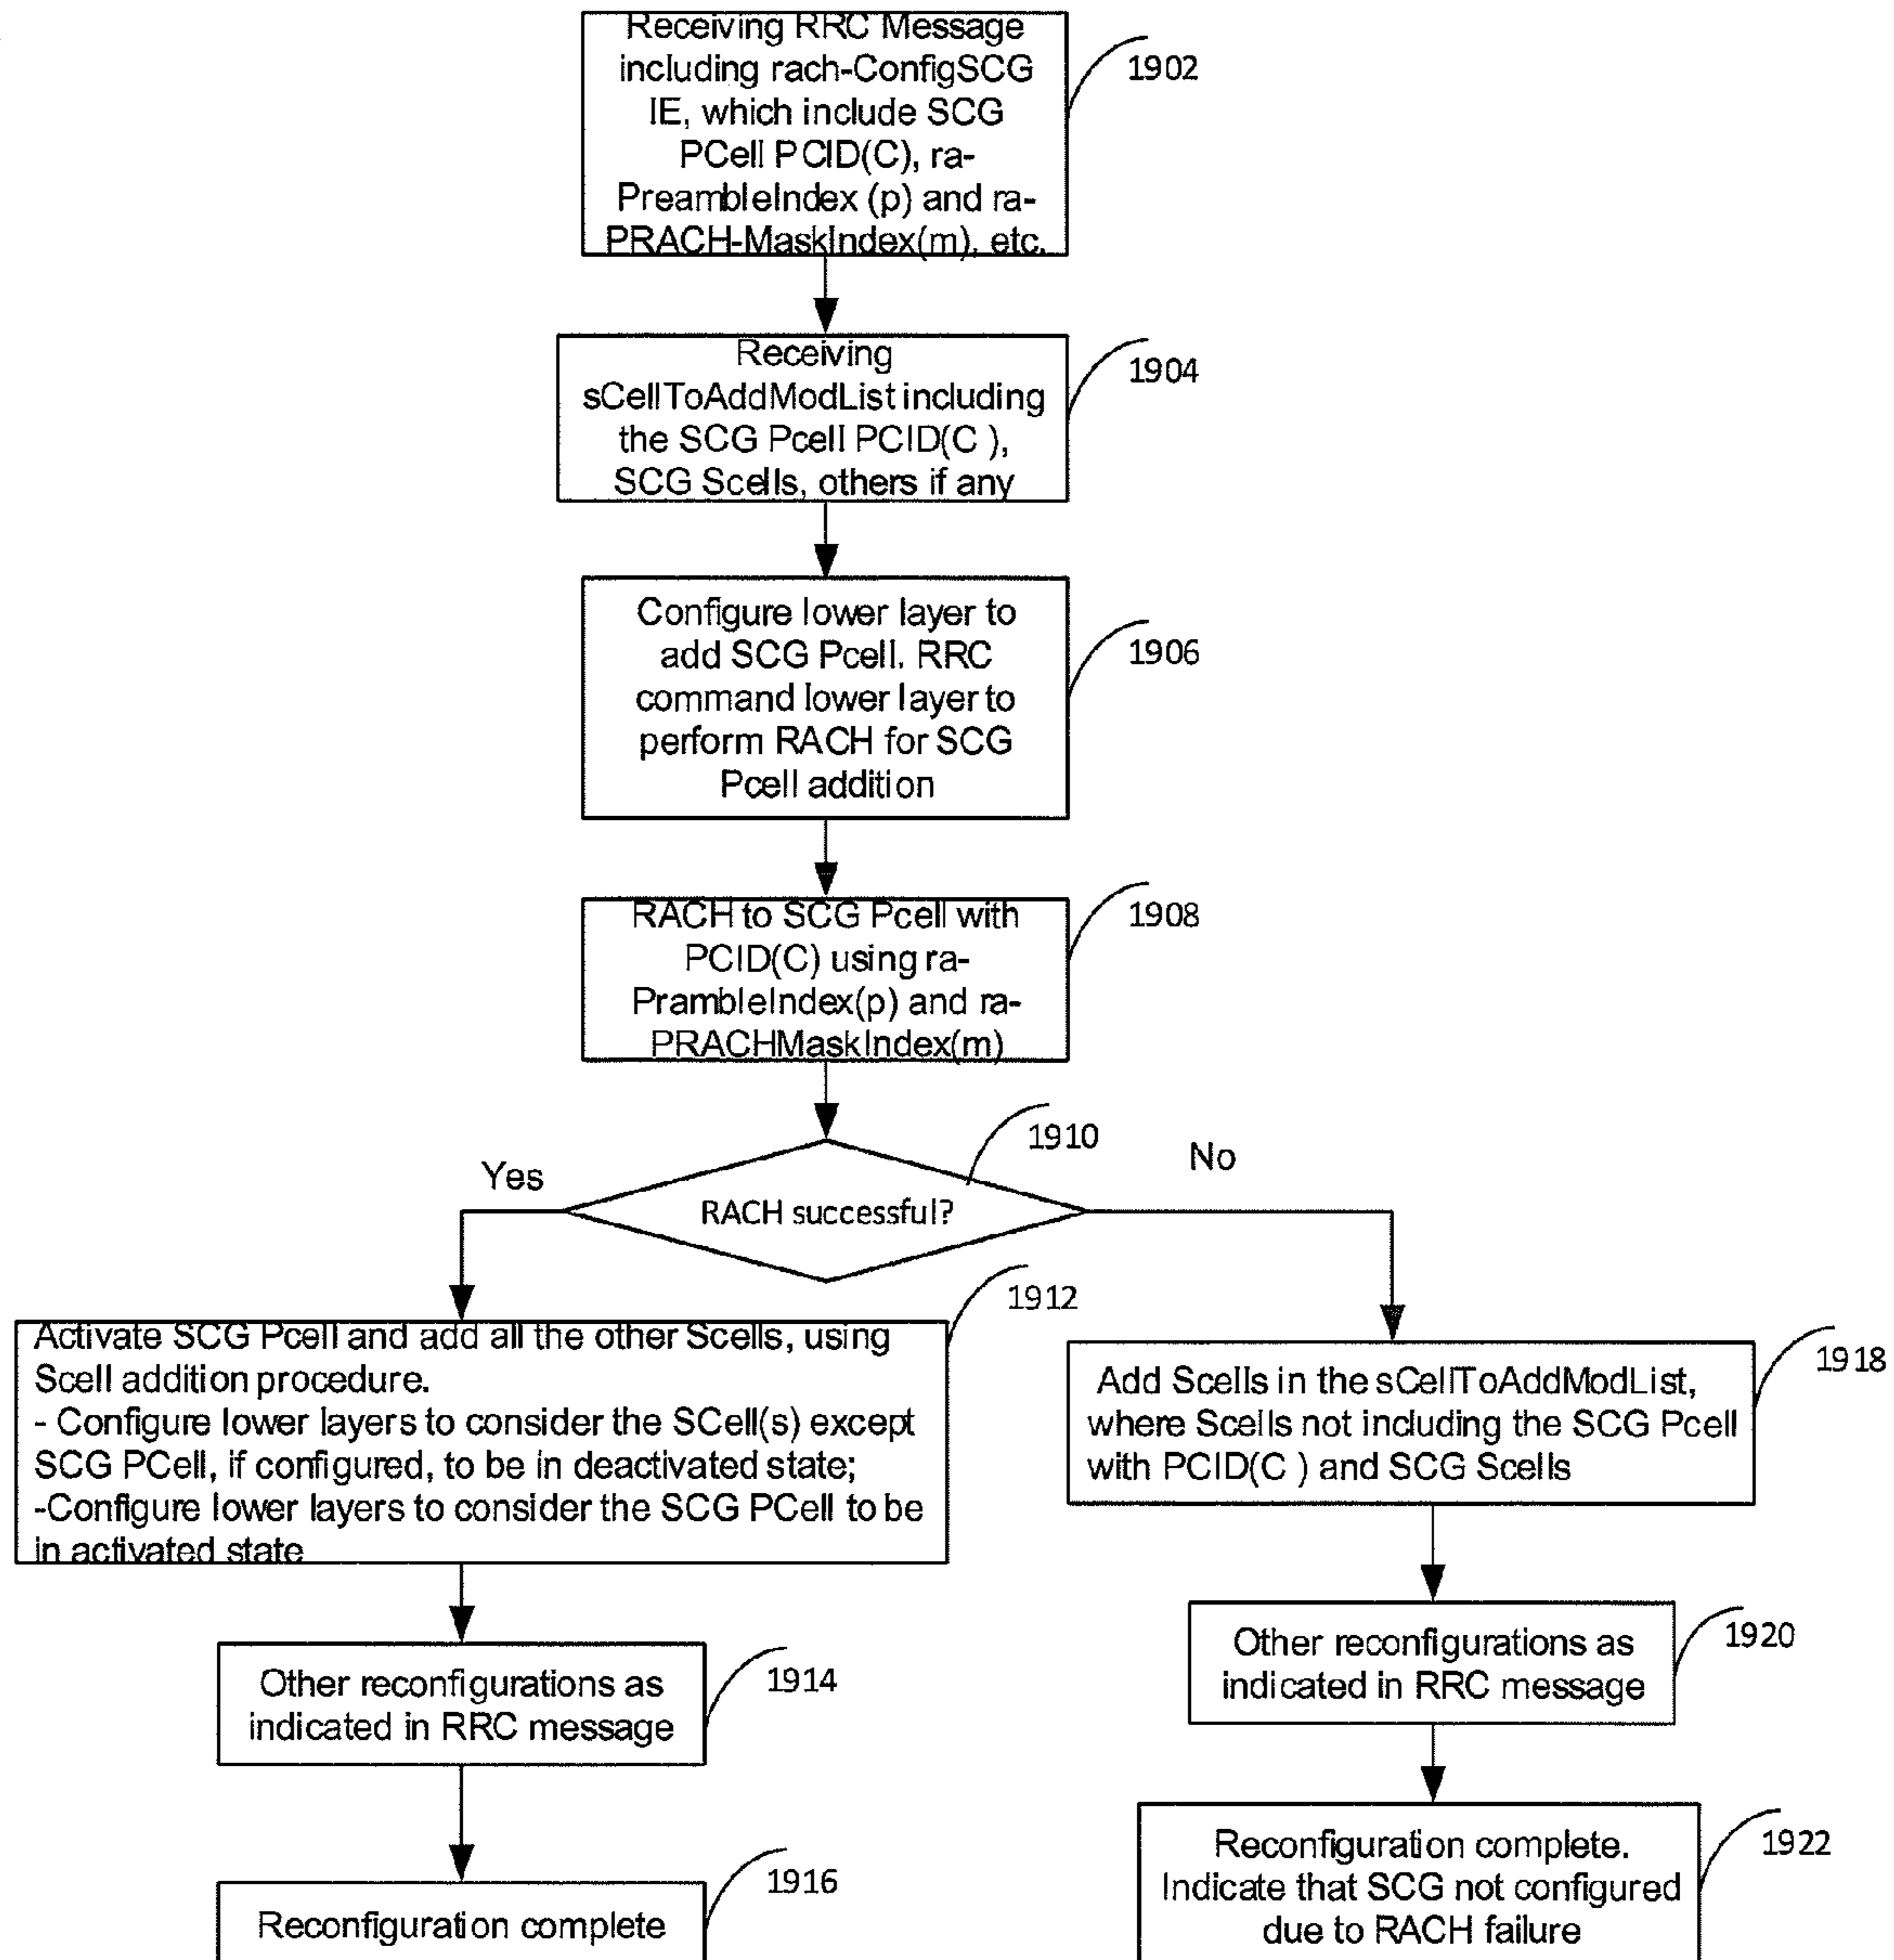 Receiving RRC Message
including rach-ConfigSCG
IE, which include SCG
PCell PCID(C), ra-
PreambleIndex (p) and ra-
PRACH-MaskIndex(m), etc.
1902
Receiving
sCellToAddModList including
the SCG Pcell PCID(C ),
SCG Scells, others if any
1904
Configure lower layer to
add SCG Pcell. RRC
command lower layer to
perform RACH for SCG
Pcell addition
1906
RACH to SCG Pcell with
PCID(C) using ra-
PrambleIndex(p) and ra-
PRACHMaskIndex(m)
1908
RACH successful?
1910
Yes
No
Activate SCG Pcell and add all the other Scells, using
Scell addition procedure.
- Configure lower layers to consider the SCell(s) except
SCG PCell, if configured, to be in deactivated state;
-Configure lower layers to consider the SCG PCell to be
in activated state
1912
Add Scells in the sCellToAddModList,
where Scells not including the SCG Pcell
with PCID(C ) and SCG Scells
1918
Other reconfigurations as
indicated in RRC message
1914
Other reconfigurations as
indicated in RRC message
1920
Reconfiguration complete
1916
Reconfiguration complete.
Indicate that SCG not configured
due to RACH failure
1922